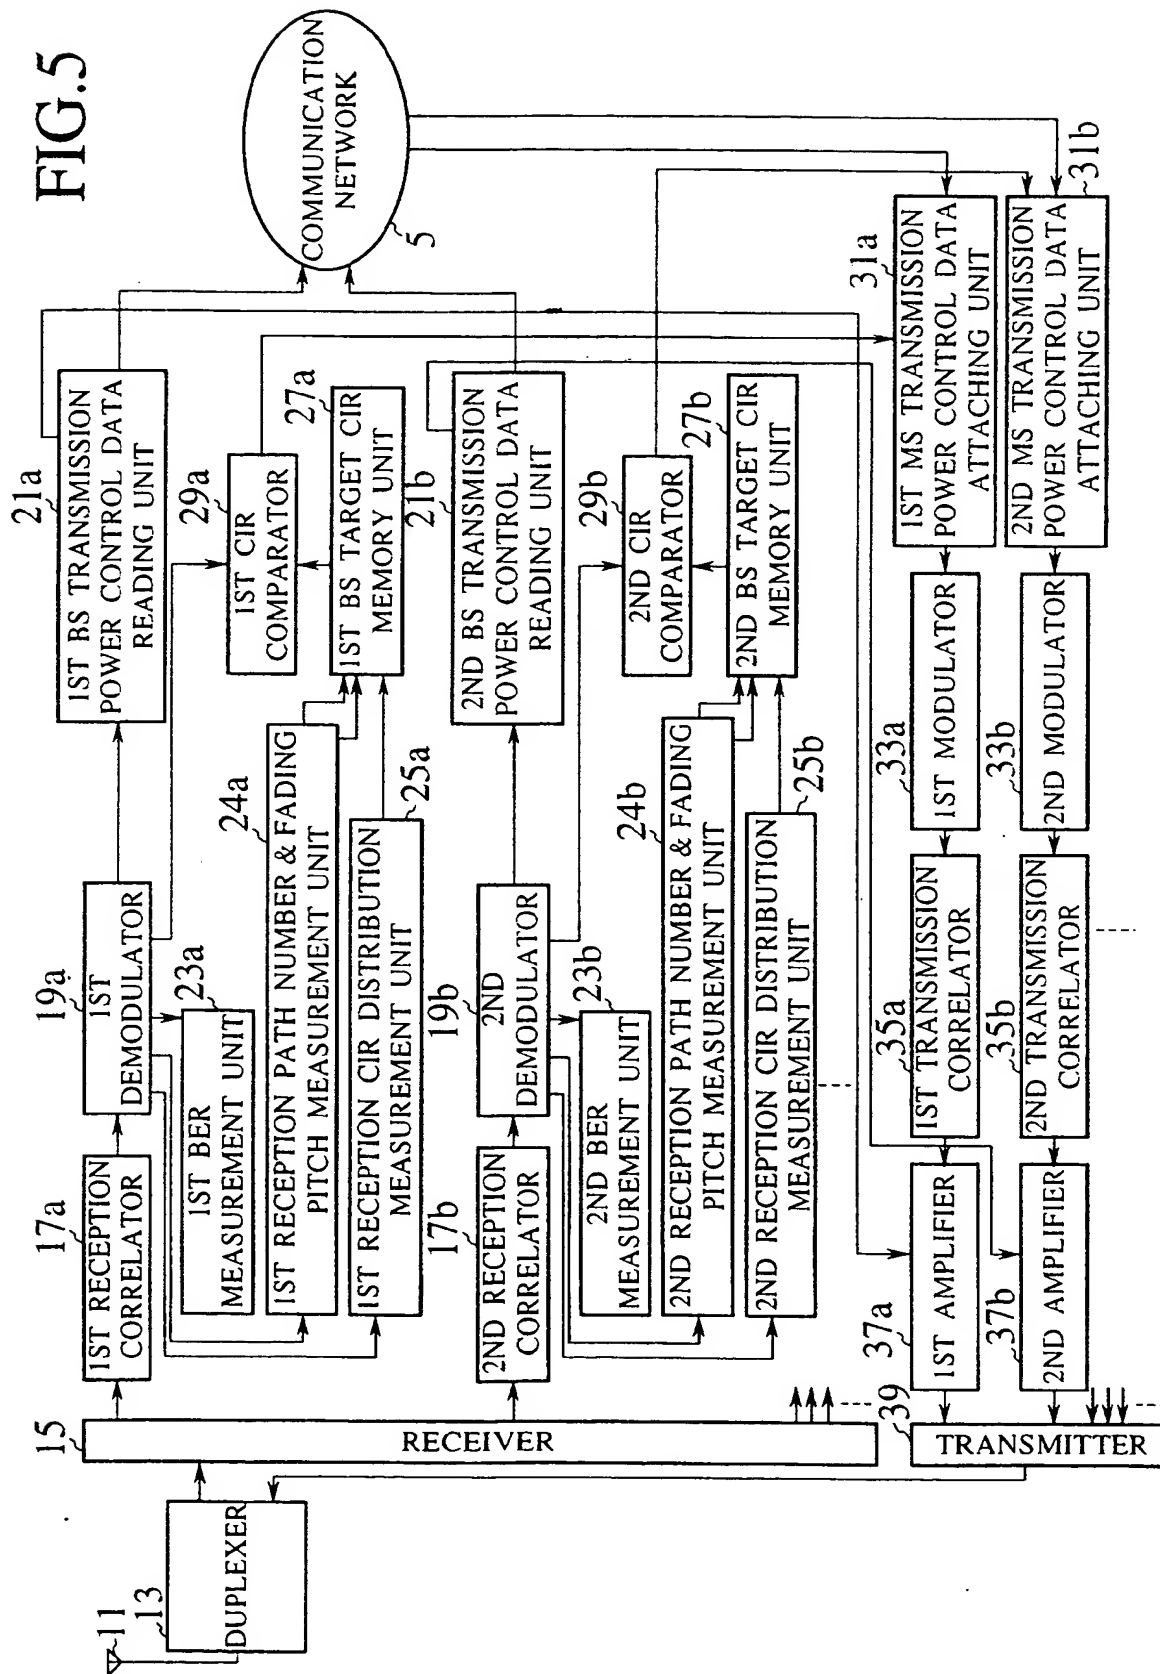 FIG.5
11
13
DUPLEXER
15
RECEIVER
17a
1ST RECEPTION
CORRELATOR
19a
1ST
DEMODULATOR
21a
1ST BS TRANSMISSION
POWER CONTROL DATA
READING UNIT
COMMUNICATION
NETWORK
5
23a
1ST BER
MEASUREMENT UNIT
29a
1ST CIR
COMPARATOR
24a
1ST RECEPTION PATH NUMBER & FADING
PITCH MEASUREMENT UNIT
27a
1ST BS TARGET CIR
MEMORY UNIT
25a
1ST RECEPTION CIR DISTRIBUTION
MEASUREMENT UNIT
17b
2ND RECEPTION
CORRELATOR
19b
2ND
DEMODULATOR
21b
2ND BS TRANSMISSION
POWER CONTROL DATA
READING UNIT
23b
2ND BER
MEASUREMENT UNIT
29b
2ND CIR
COMPARATOR
24b
2ND RECEPTION PATH NUMBER & FADING
PITCH MEASUREMENT UNIT
27b
2ND BS TARGET CIR
MEMORY UNIT
25b
2ND RECEPTION CIR DISTRIBUTION
MEASUREMENT UNIT
39
TRANSMITTER
37a
1ST AMPLIFIER
35a
1ST TRANSMISSION
CORRELATOR
33a
1ST MODULATOR
31a
1ST MS TRANSMISSION
POWER CONTROL DATA
ATTACHING UNIT
37b
2ND AMPLIFIER
35b
2ND TRANSMISSION
CORRELATOR
33b
2ND MODULATOR
31b
2ND MS TRANSMISSION
POWER CONTROL DATA
ATTACHING UNIT